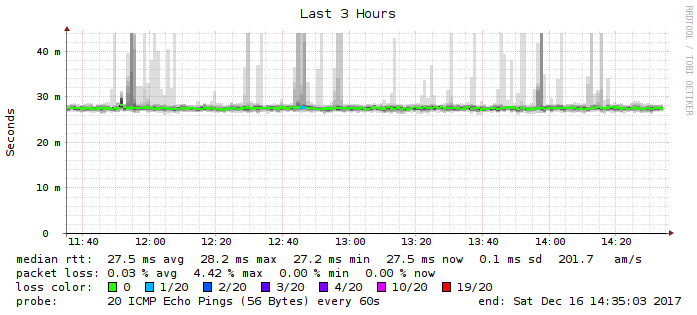 Last 3 Hours
RRDTOOL / TOBI OETIKER
Seconds
40 m
30 m
20 m
10 m
0
11:40 12:00 12:20 12:40 13:00 13:20 13:40 14:00 14:20
median rtt: 27.5 ms avg 28.2 ms max 27.2 ms min 27.5 ms now 0.1 ms sd 201.7 am/s
packet loss: 0.03 % avg 4.42 % max 0.00 % min 0.00 % now
loss color: 0 1/20 2/20 3/20 4/20 10/20 19/20
probe: 20 ICMP Echo Pings (56 Bytes) every 60s end: Sat Dec 16 14:35:03 2017